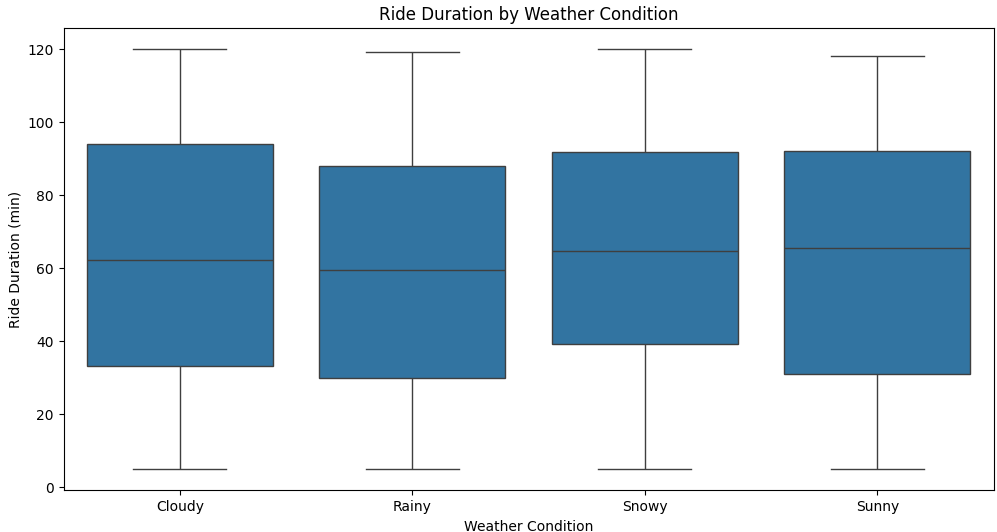 Ride Duration by Weather Condition
120
100
80
60
40
20
0
Ride Duration (min)
Cloudy Rainy Snowy Sunny
Weather Condition